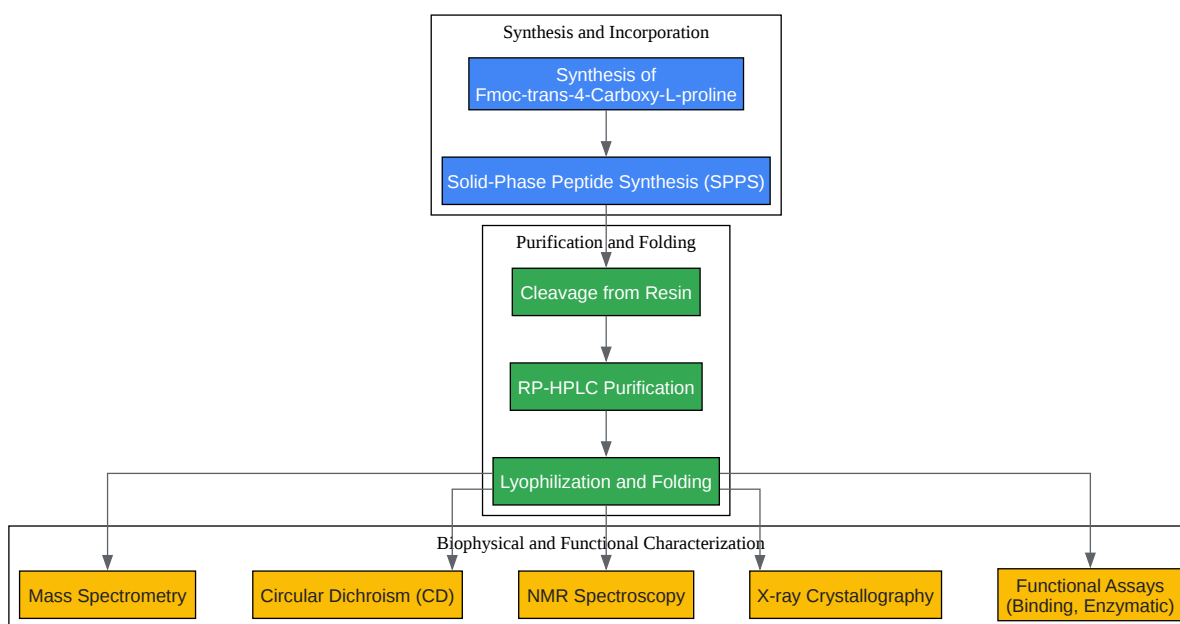 Synthesis and Incorporation
Synthesis of
Fmoc-trans-4-Carboxy-L-proline
Solid-Phase Peptide Synthesis (SPPS)
Purification and Folding
Cleavage from Resin
RP-HPLC Purification
Lyophilization and Folding
Biophysical and Functional Characterization
Mass Spectrometry
Circular Dichroism (CD)
NMR Spectroscopy
X-ray Crystallography
Functional Assays
(Binding, Enzymatic)